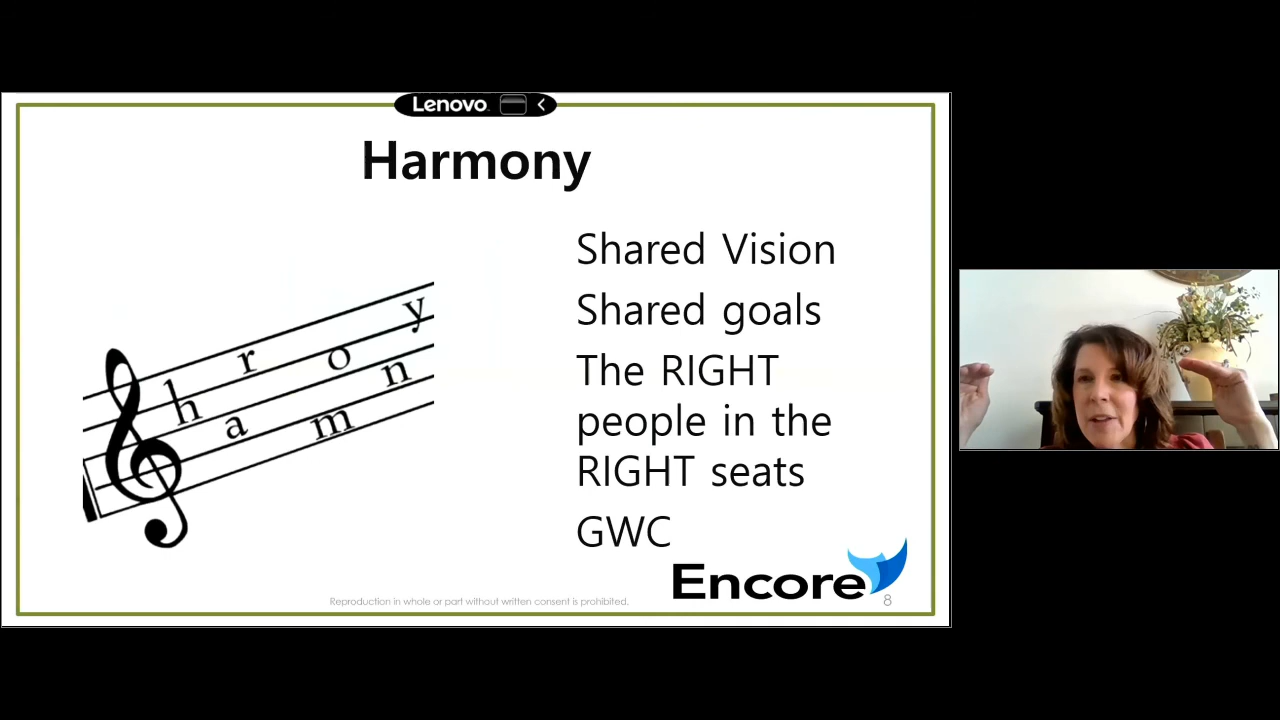 Lenovo
Harmony
Shared Vision
Shared goals
The RIGHT
people in the
RIGHT seats
GWC
h a r m o n y
Encore
Reproduction in whole or part without written consent is prohibited.
8